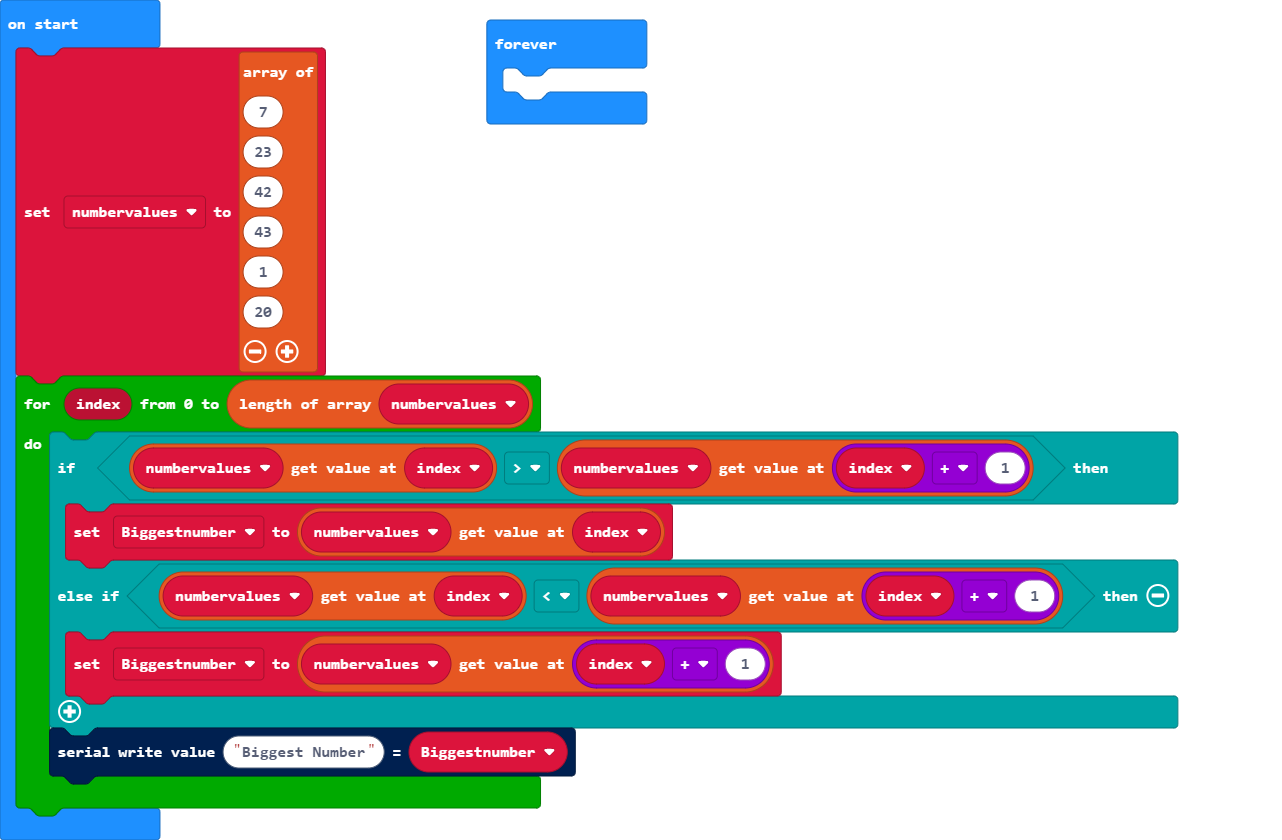 on start
forever
array of
7
23
42
43
1
20
set numbervalues to
for index from 0 to length of array numbervalues
do
if numbervalues get value at index > numbervalues get value at index + 1 then
set Biggestnumber to numbervalues get value at index
else if numbervalues get value at index < numbervalues get value at index + 1 then
set Biggestnumber to numbervalues get value at index + 1
serial write value "Biggest Number" = Biggestnumber